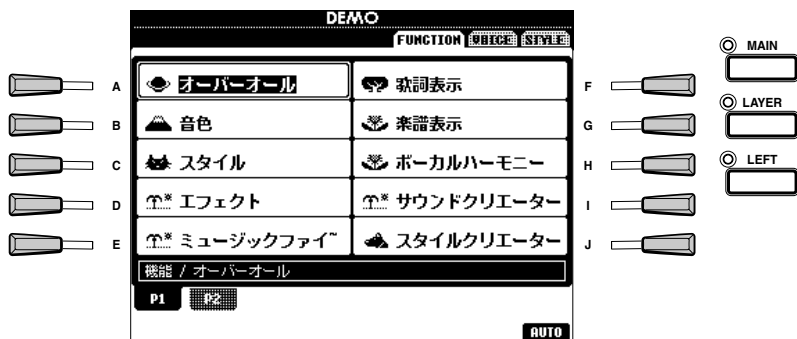 DEMO
FUNCTION VOICE STYLE
MAIN
LAYER
LEFT
A オーバーオール 歌詞表示 F
B 音色 楽譜表示 G
C スタイル ボーカルハーモニー H
D エフェクト サウンドクリエーター I
E ミュージックファイ~ スタイルクリエーター J
機能 / オーバーオール
P1 P2
AUTO